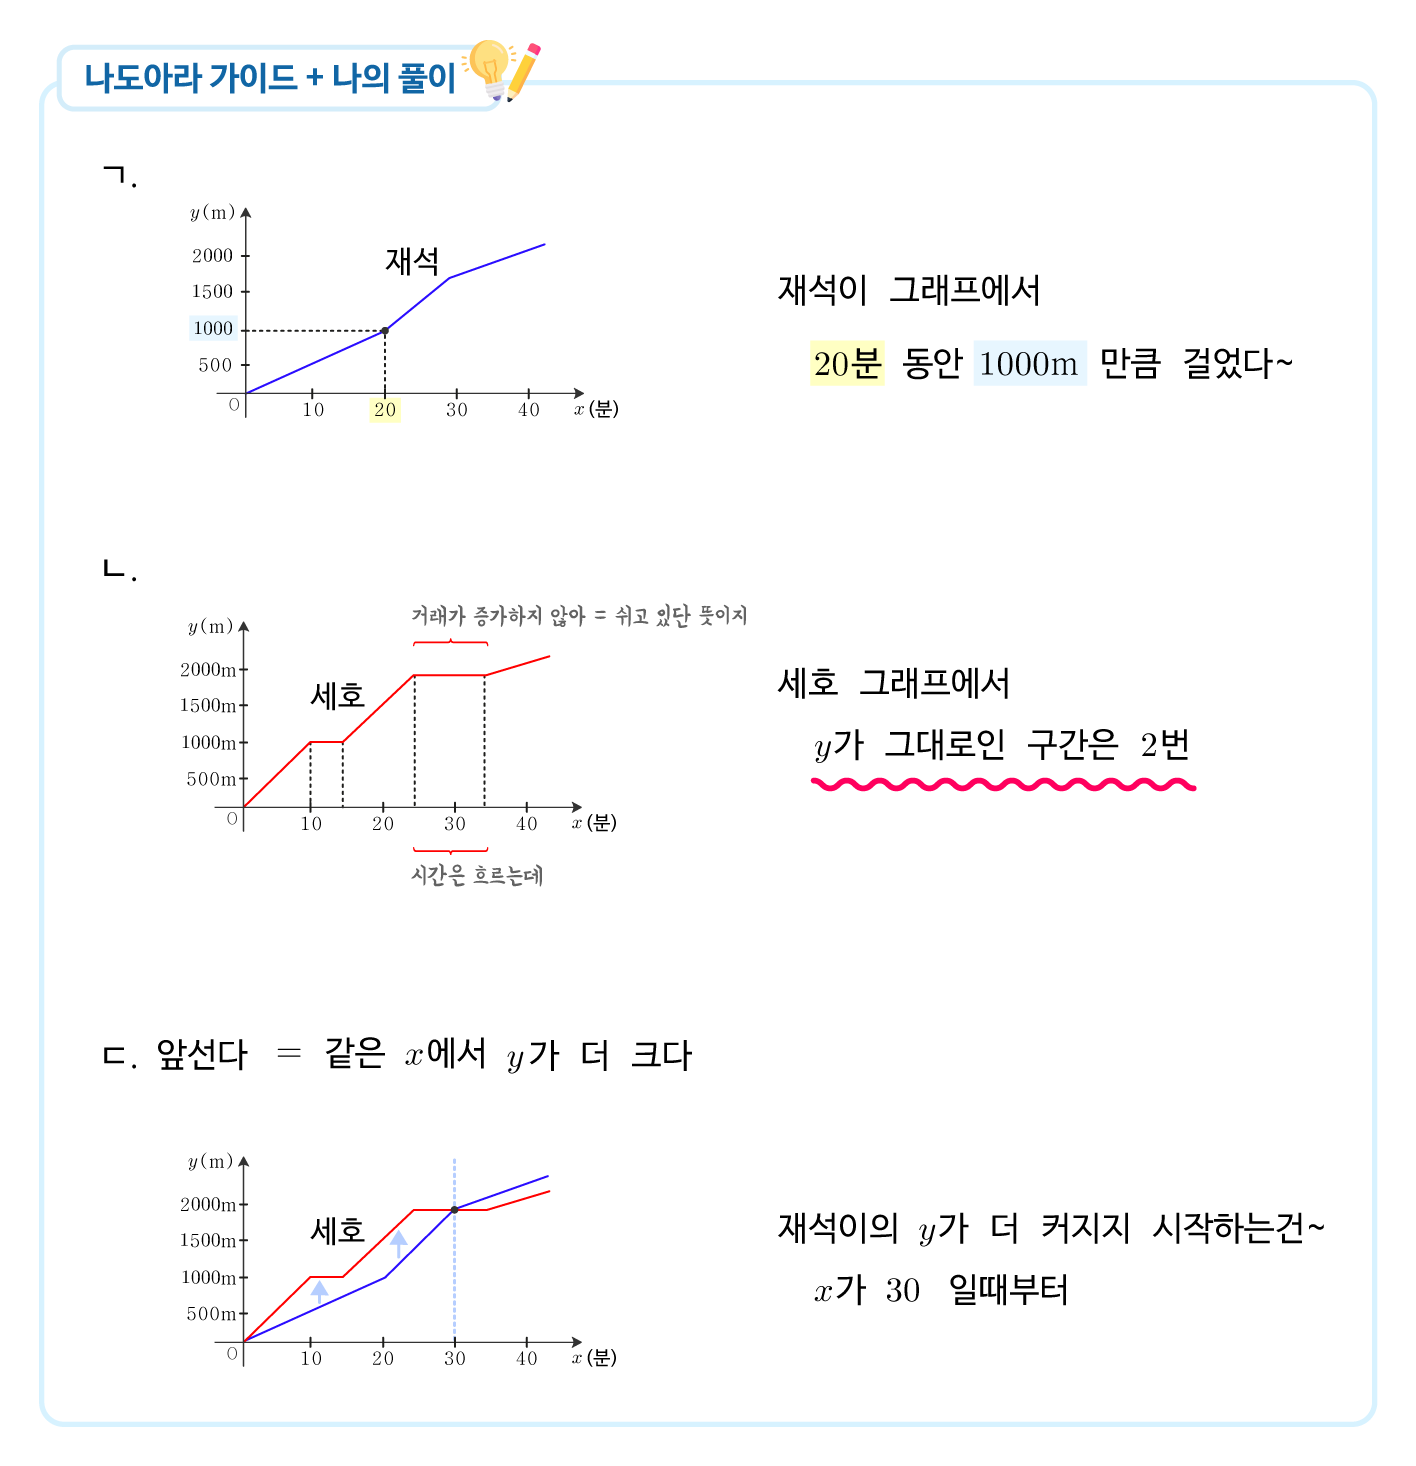 나도아라 가이드 + 나의 풀이
ㄱ.
y(m)
2000
1500
1000
500
O
10
20
30
40
x(분)
재석
재석이 그래프에서
20분 동안 1000m 만큼 걸었다~
ㄴ.
거래가 증가하지 않아 = 쉬고 있단 뜻이지
y(m)
2000m
1500m
1000m
500m
O
10
20
30
40
x(분)
세호
시간은 흐르는데
세호 그래프에서
y가 그대로인 구간은 2번
ㄷ. 앞선다 = 같은 x에서 y가 더 크다
y(m)
2000m
1500m
1000m
500m
O
10
20
30
40
x(분)
세호
재석이의 y가 더 커지지 시작하는건~
x가 30 일때부터